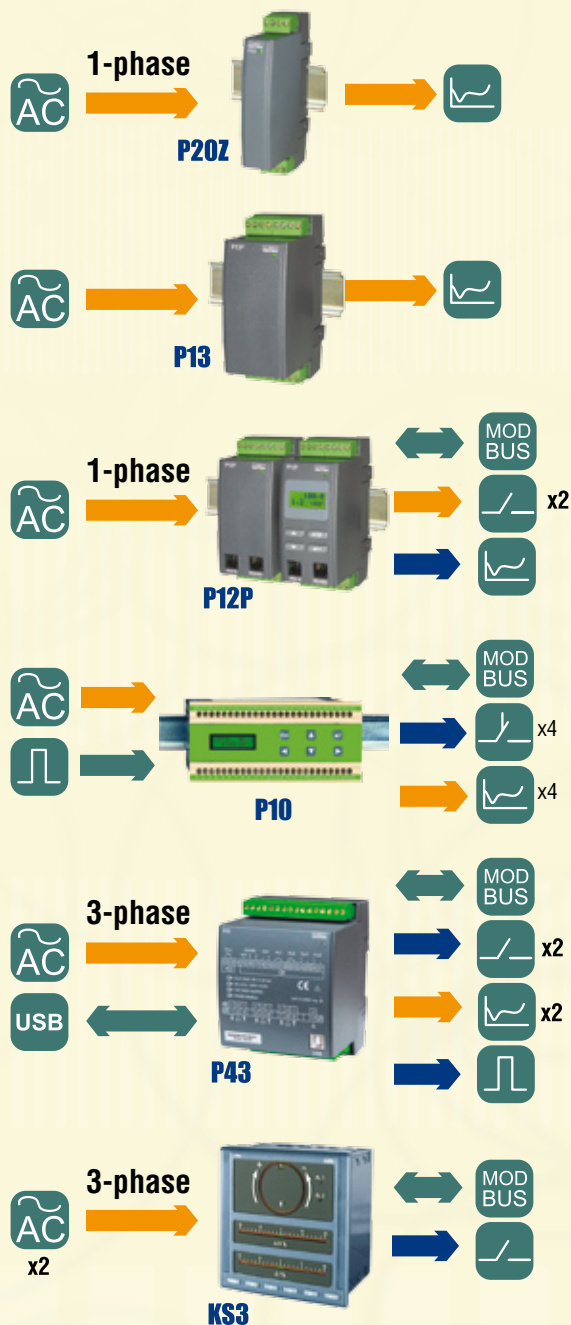 1-phase
AC
P20Z
AC
P13
1-phase
AC
MOD
BUS
x2
P12P
P12P
AC
MOD
BUS
x4
x4
P10
3-phase
AC
USB
MOD
BUS
x2
x2
P43
3-phase
AC
x2
MOD
BUS
KS3